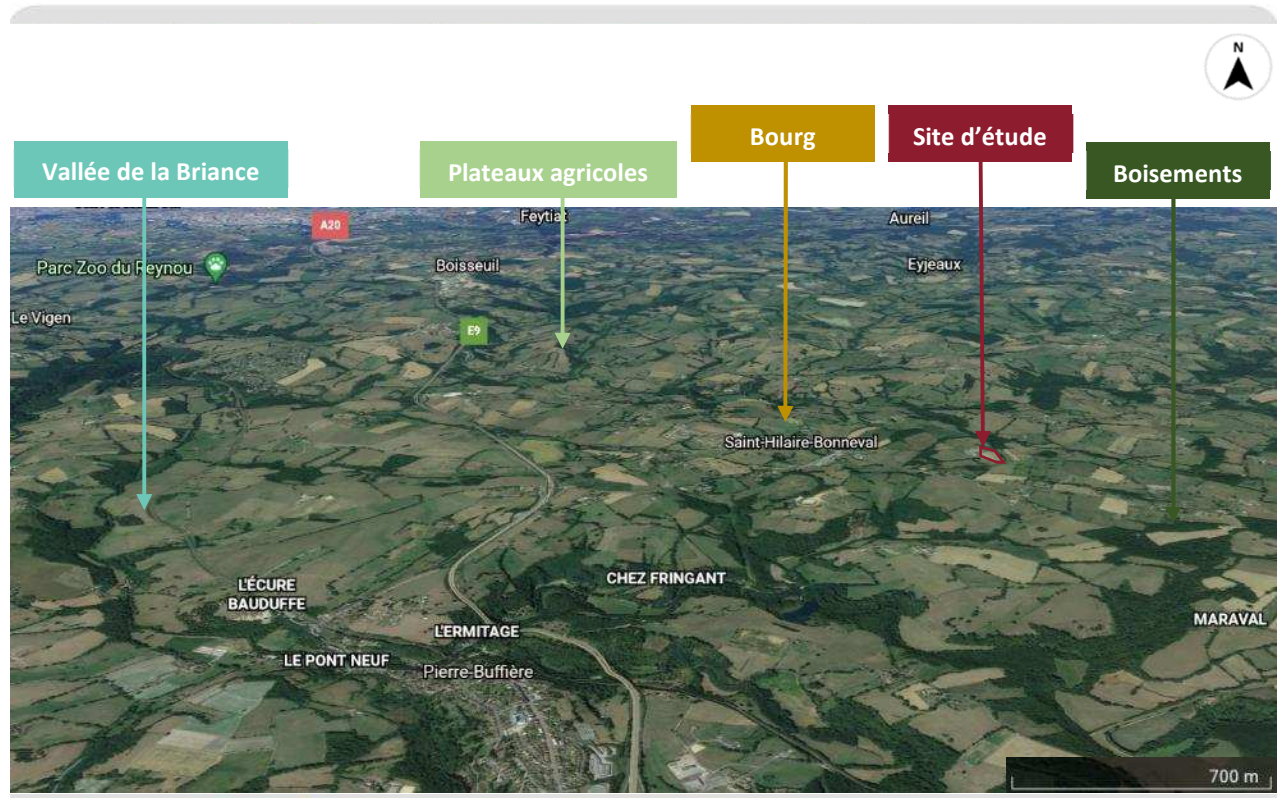 N
Bourg
Site d'étude
Vallée de la Briance
Plateaux agricoles
Boisements
A20
Feytiat
Aureil
Parc Zoo du Reynou
Boisseuil
Eyjeaux
Le Vigen
E9
Saint-Hilaire-Bonneval
L'ÉCURE
BAUDUFFE
CHEZ FRINGANT
MARAVAL
L'ERMITAGE
LE PONT NEUF
Pierre-Buffière
700 m